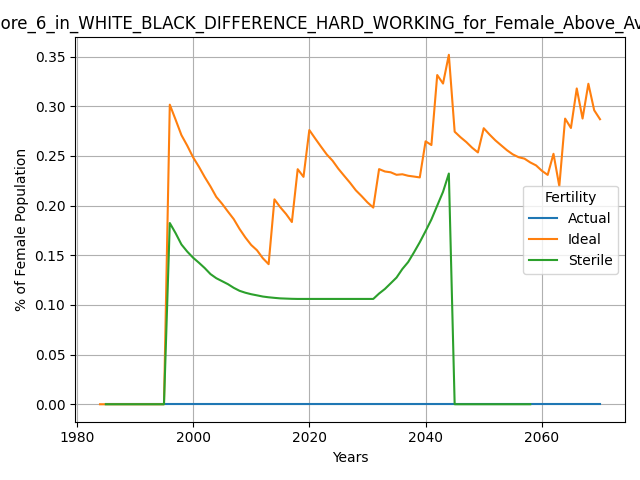 ore_6_in_WHITE_BLACK_DIFFERENCE_HARD_WORKING_for_Female_Above_Av
0.35
0.30
0.25
0.20
0.15
0.10
0.05
0.00
% of Female Population
Fertility
Actual
Ideal
Sterile
1980 2000 2020 2040 2060
Years